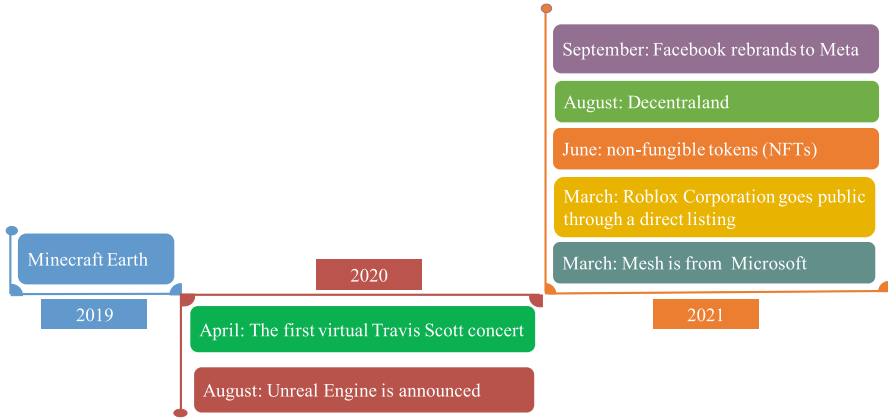 September: Facebook rebrands to Meta
August: Decentraland
June: non-fungible tokens (NFTs)
March: Roblox Corporation goes public
through a direct listing
March: Mesh is from Microsoft
Minecraft Earth
2020
2019
2021
April: The first virtual Travis Scott concert
August: Unreal Engine is announced